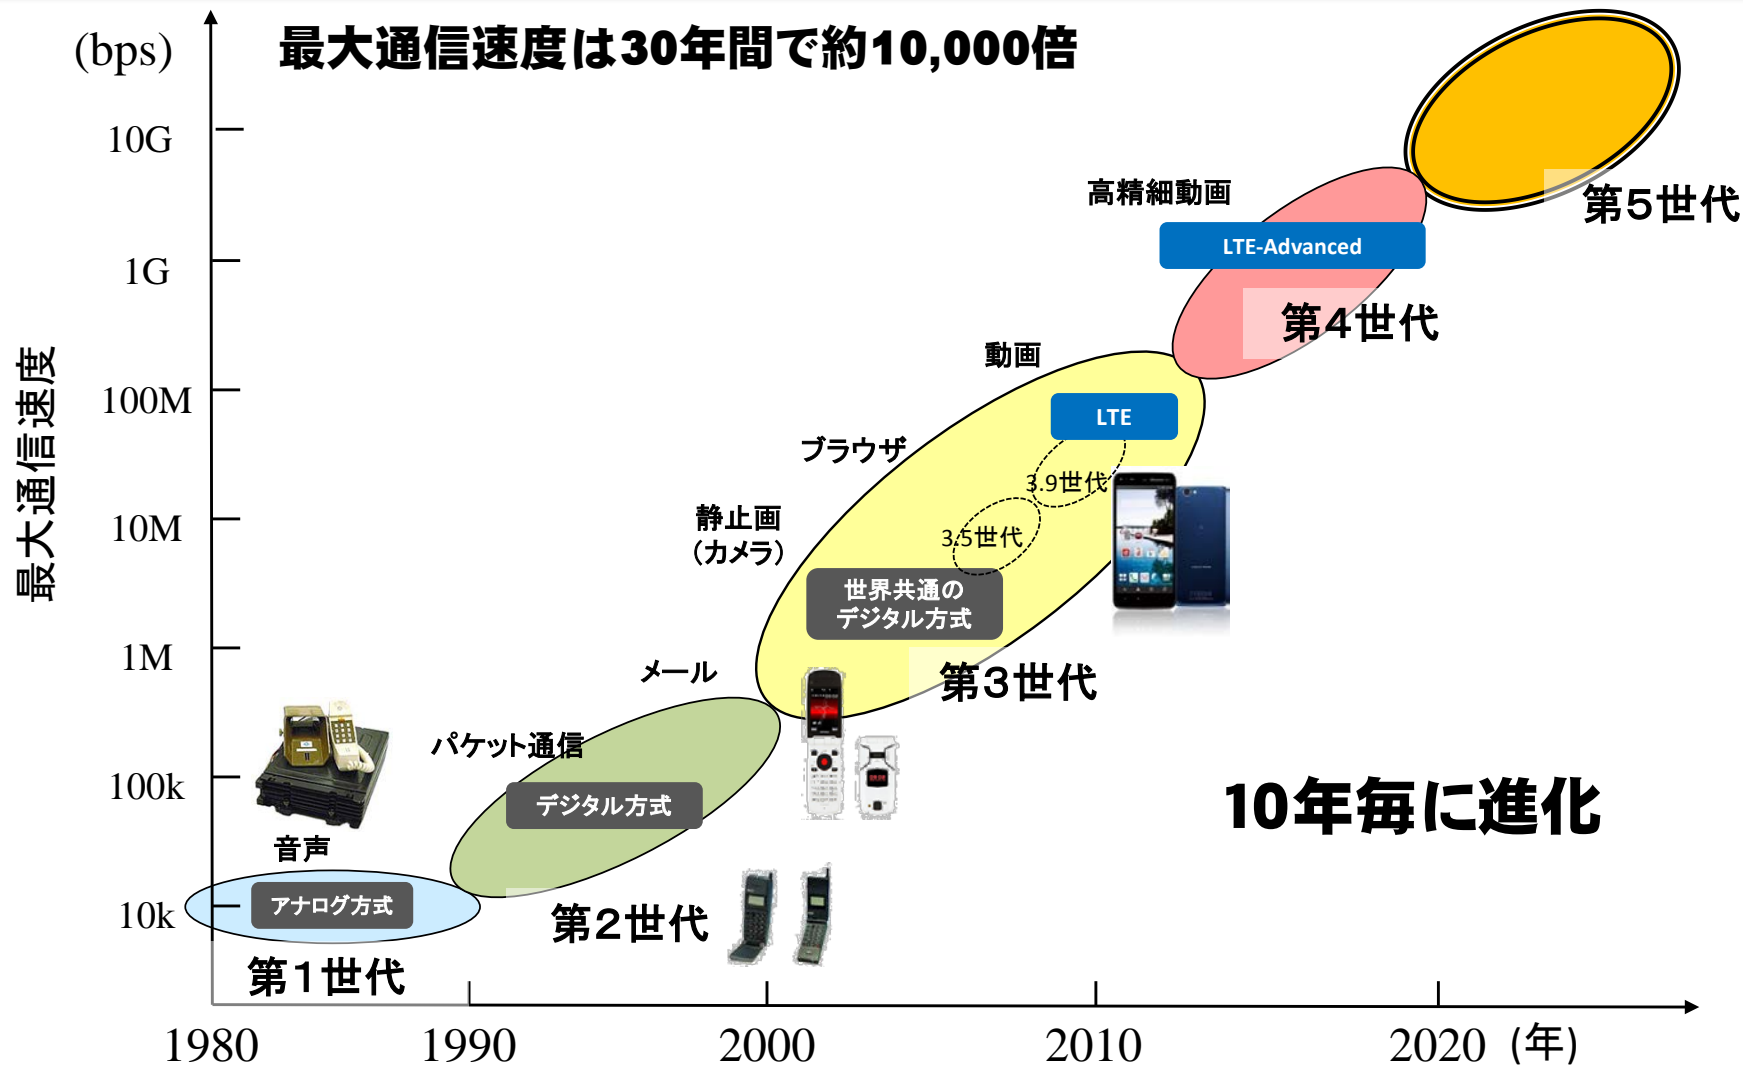 (bps)
最大通信速度は30年間で約10,000倍
10G
1G
100M
10M
1M
100k
10k
最大通信速度
第5世代
高精細動画
LTE-Advanced
第4世代
動画
LTE
ブラウザ
3.9世代
静止画
(カメラ)
3.5世代
世界共通の
デジタル方式
第3世代
メール
パケット通信
デジタル方式
第2世代
音声
アナログ方式
第1世代
10年毎に進化
1980
1990
2000
2010
2020
(年)